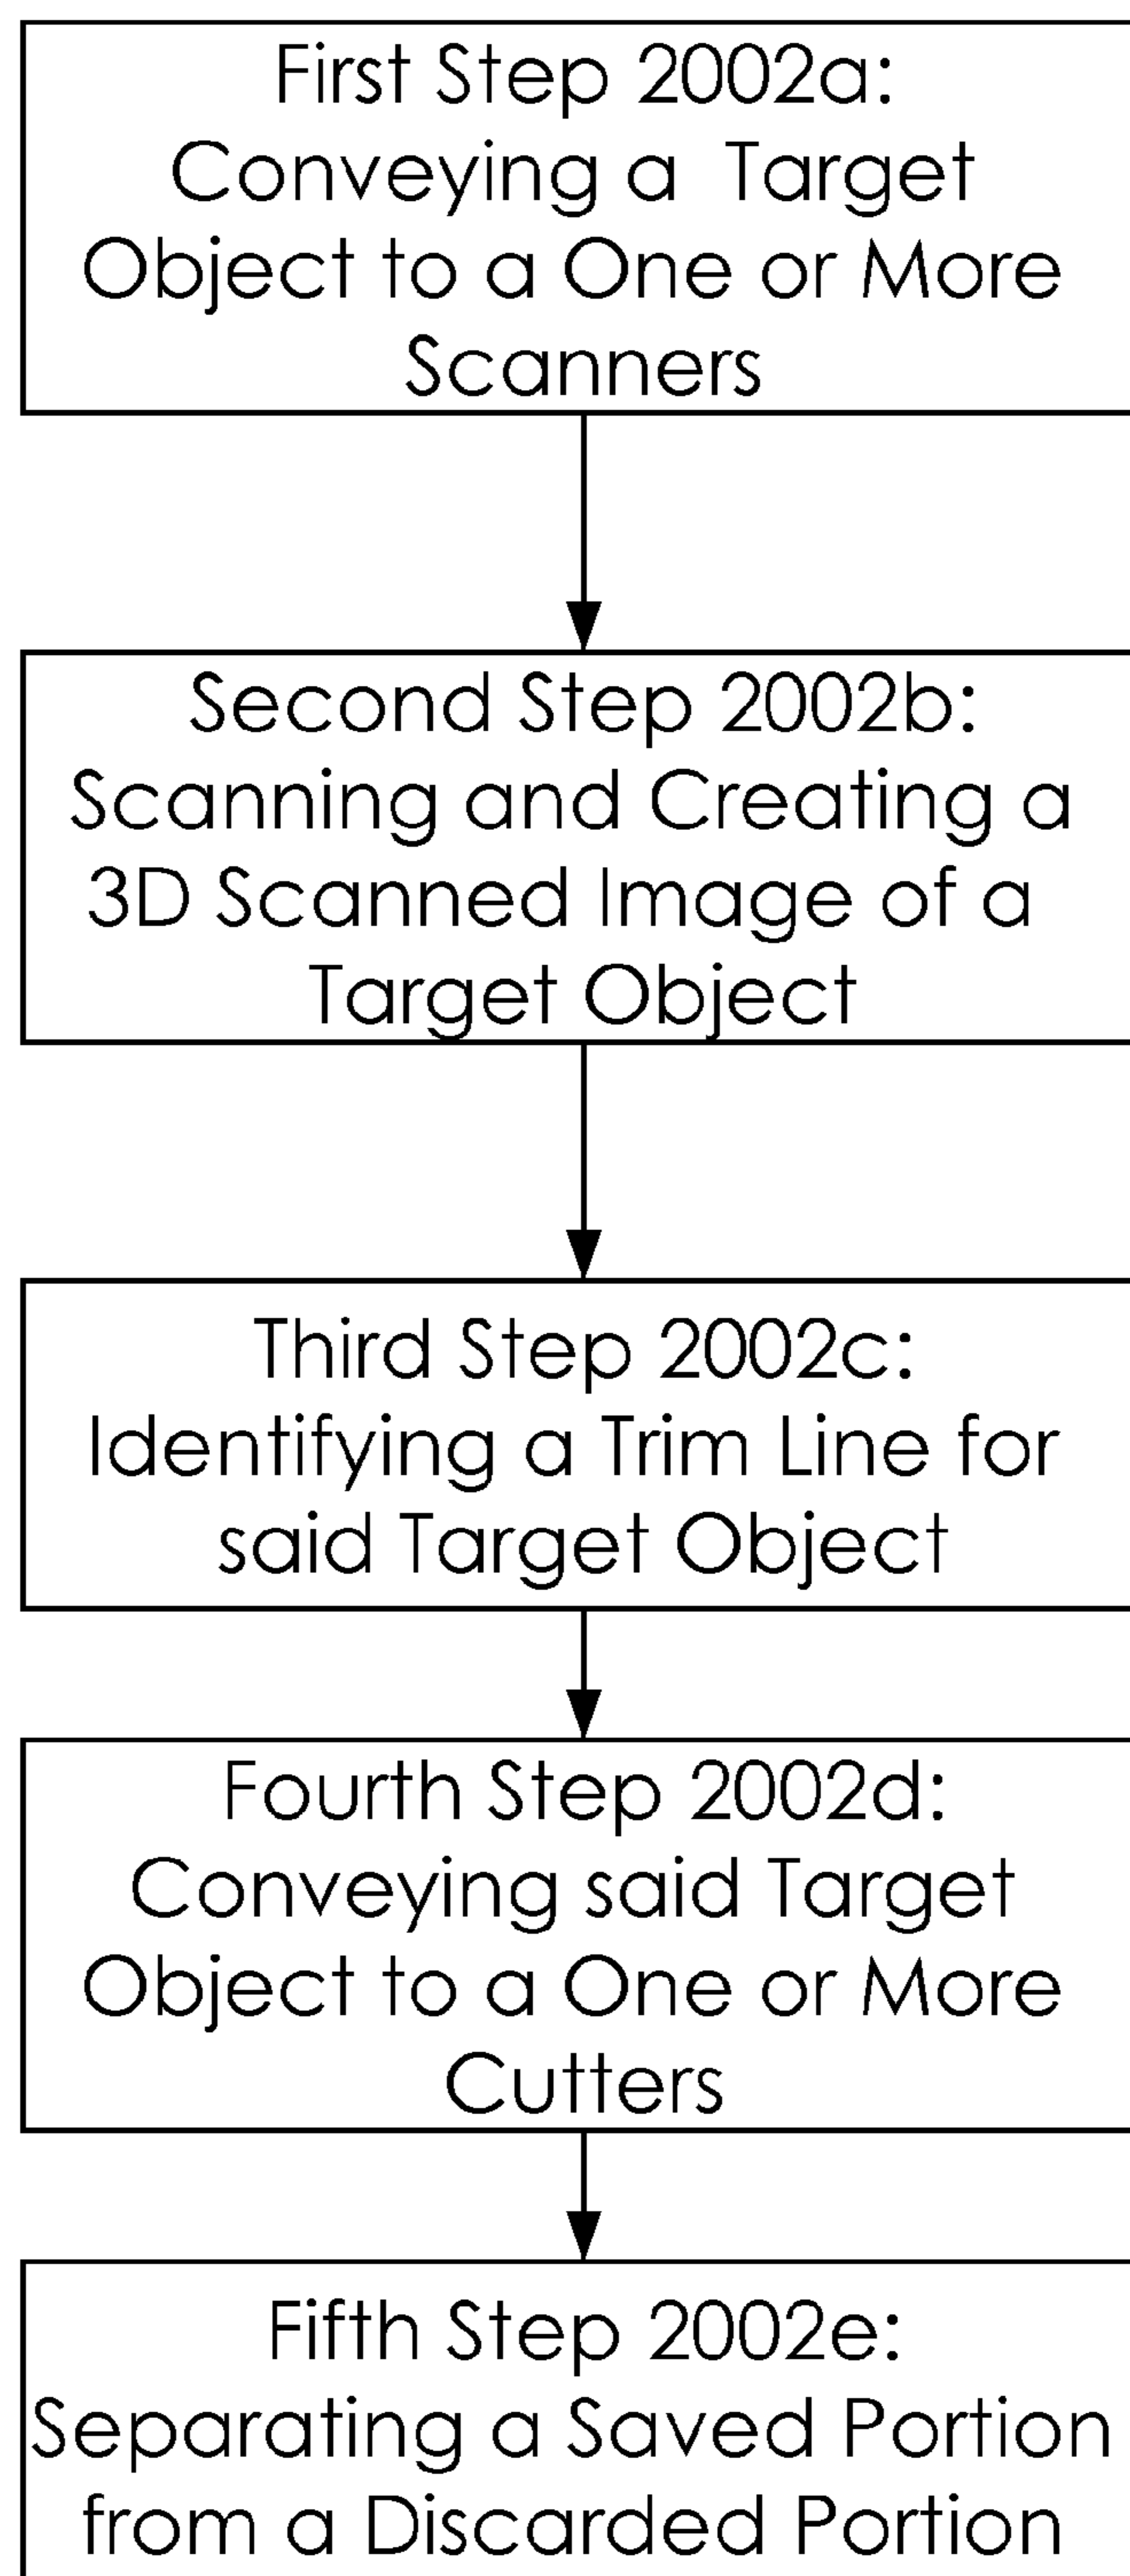 First Step 2002a:
Conveying a Target
Object to a One or More
Scanners
Second Step 2002b:
Scanning and Creating a
3D Scanned Image of a
Target Object
Third Step 2002c:
Identifying a Trim Line for
said Target Object
Fourth Step 2002d:
Conveying said Target
Object to a One or More
Cutters
Fifth Step 2002e:
Separating a Saved Portion
from a Discarded Portion